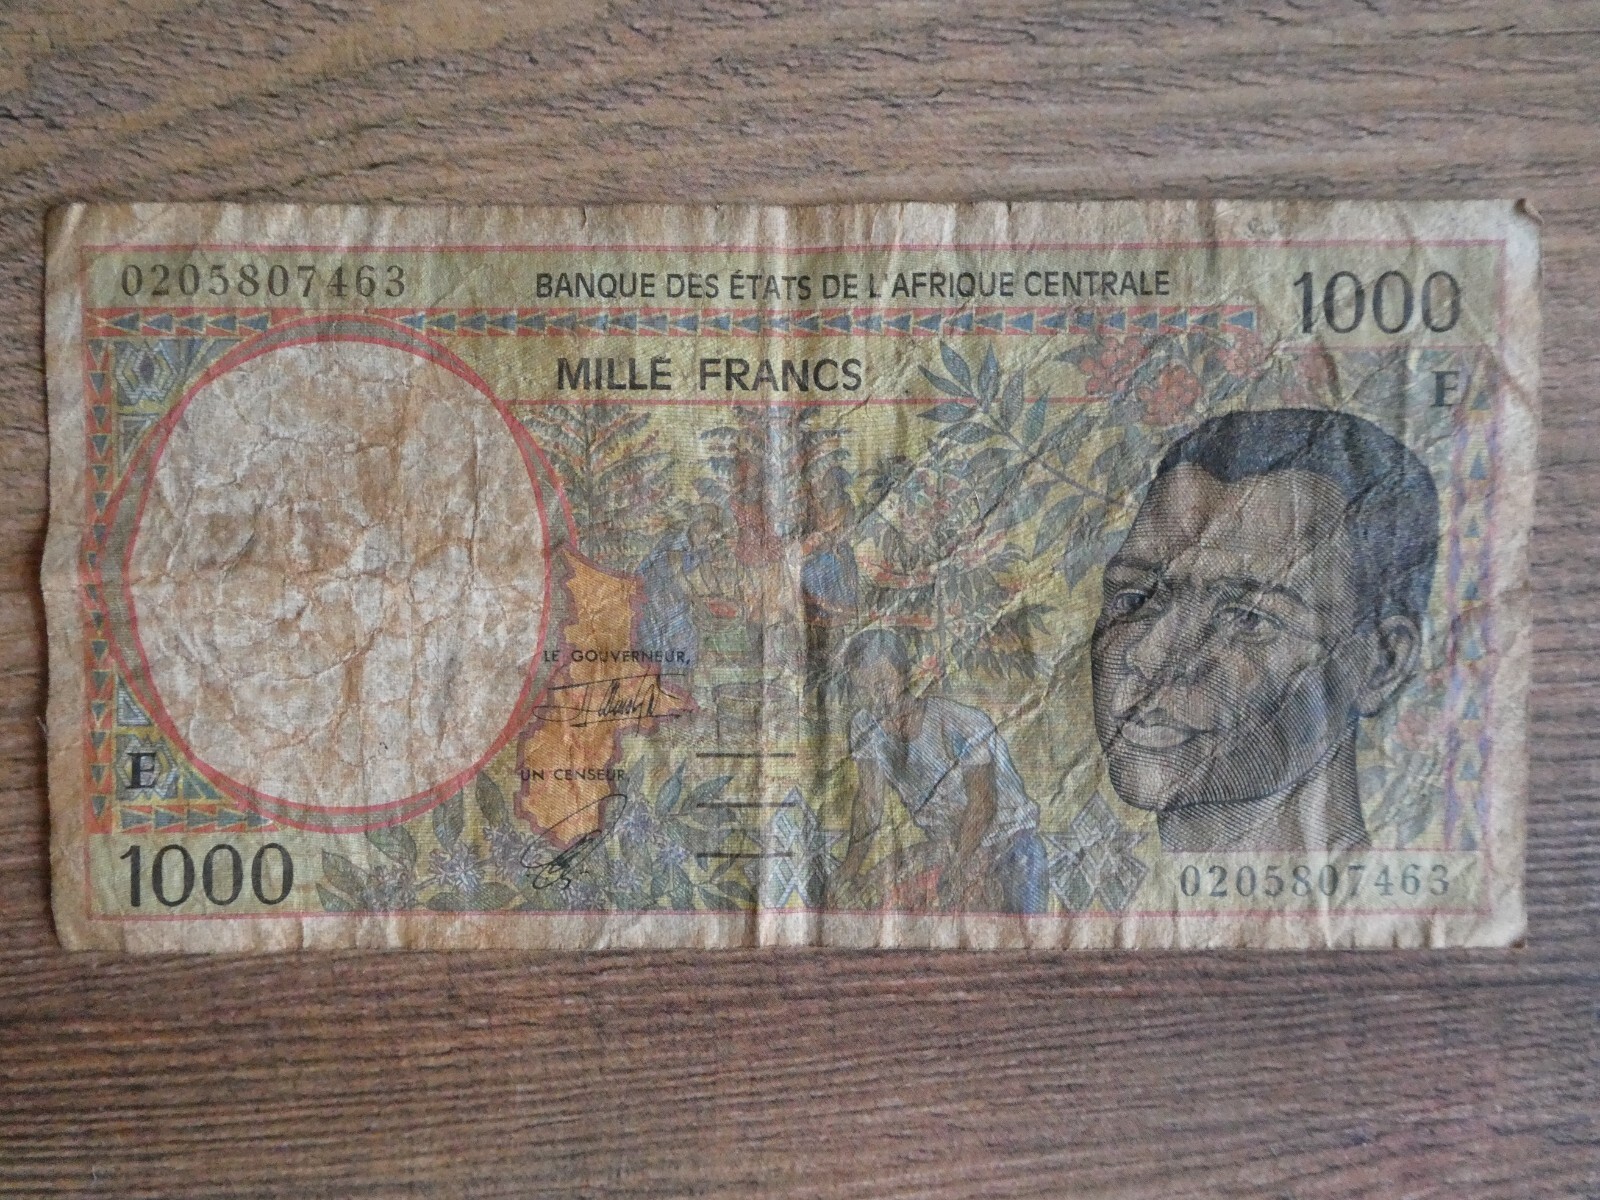 0205807463
BANQUE DES ÉTATS DE L'AFRIQUE CENTRALE
1000
MILLE FRANCS
E
LE GOUVERNEUR,
UN CENSEUR,
E
1000
0205807463